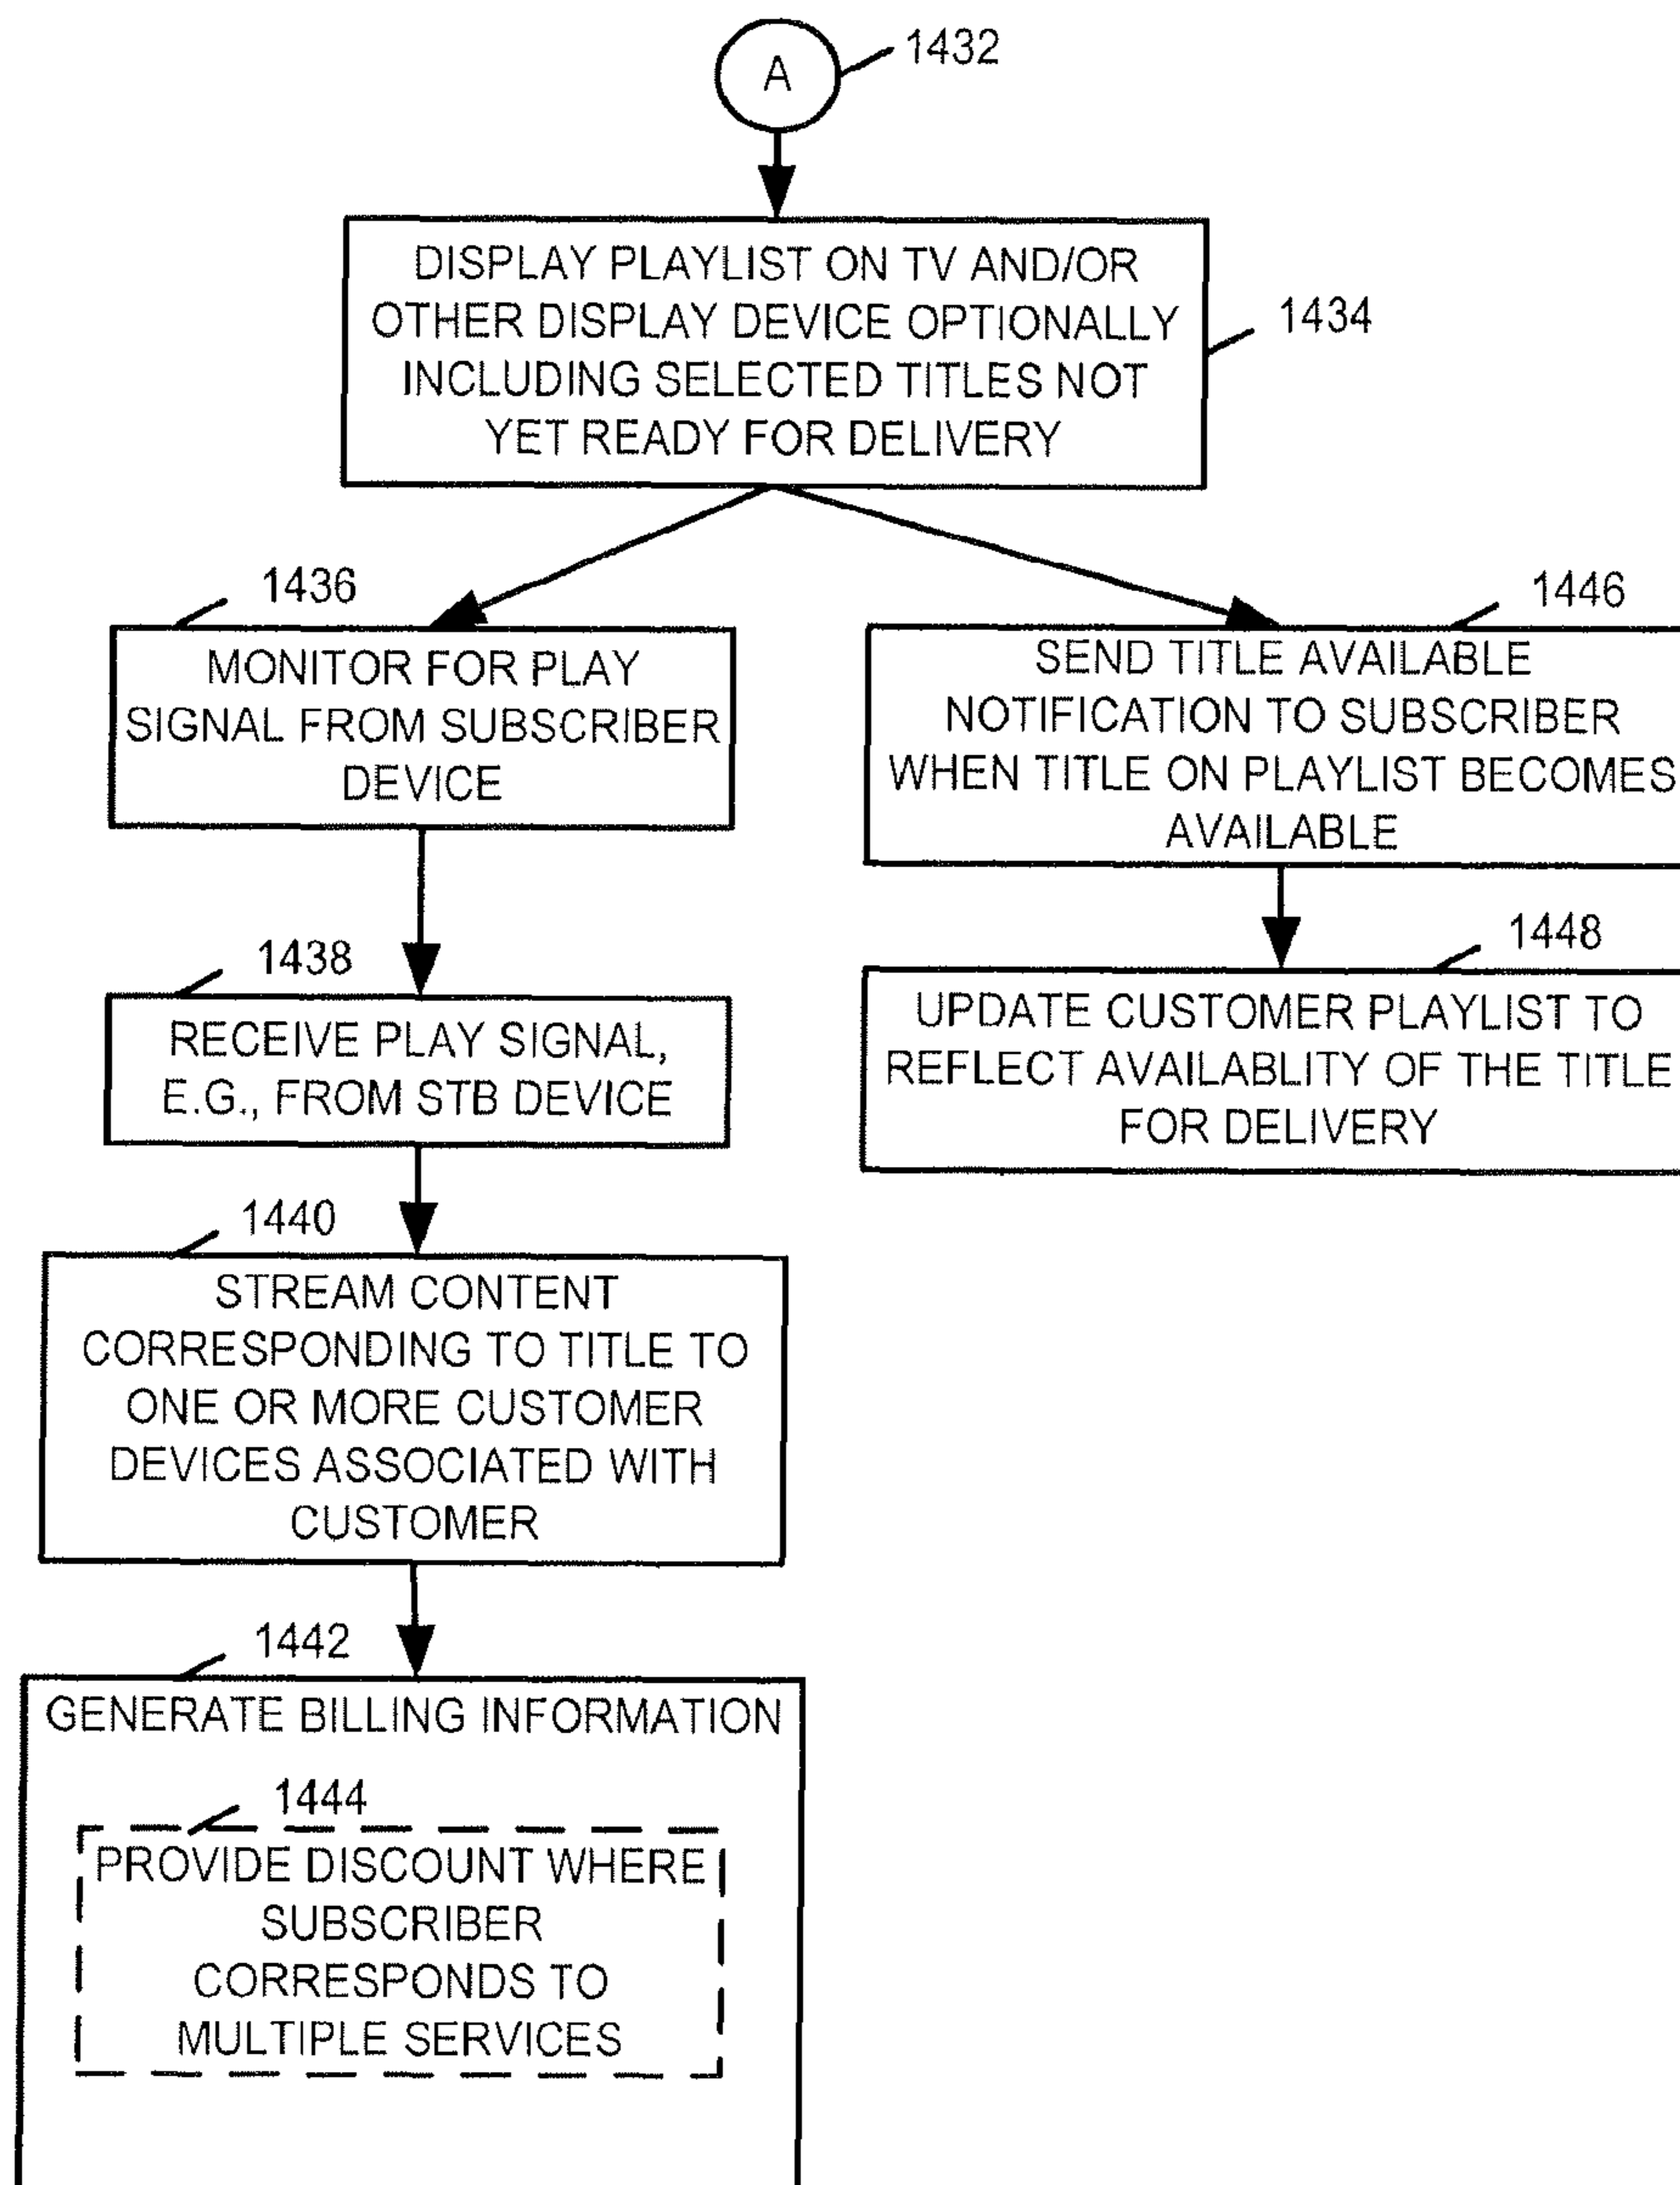 A
1432
DISPLAY PLAYLIST ON TV AND/OR
OTHER DISPLAY DEVICE OPTIONALLY
INCLUDING SELECTED TITLES NOT
YET READY FOR DELIVERY
1434
1436
MONITOR FOR PLAY
SIGNAL FROM SUBSCRIBER
DEVICE
1438
RECEIVE PLAY SIGNAL,
E.G., FROM STB DEVICE
1440
STREAM CONTENT
CORRESPONDING TO TITLE TO
ONE OR MORE CUSTOMER
DEVICES ASSOCIATED WITH
CUSTOMER
1442
GENERATE BILLING INFORMATION
1444
PROVIDE DISCOUNT WHERE
SUBSCRIBER
CORRESPONDS TO
MULTIPLE SERVICES
1446
SEND TITLE AVAILABLE
NOTIFICATION TO SUBSCRIBER
WHEN TITLE ON PLAYLIST BECOMES
AVAILABLE
1448
UPDATE CUSTOMER PLAYLIST TO
REFLECT AVAILABLITY OF THE TITLE
FOR DELIVERY